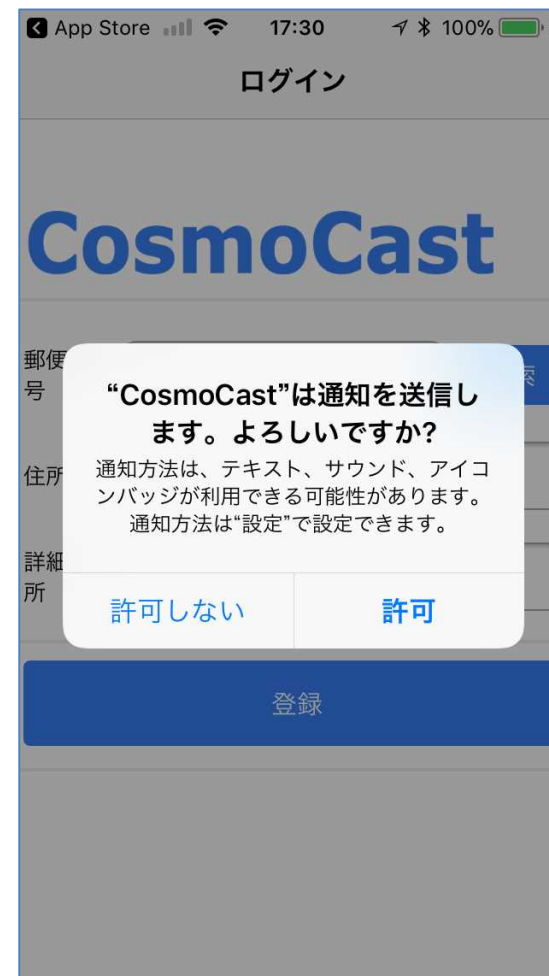 App Store 17:30 100%
ログイン
CosmoCast
郵便
号
索
“CosmoCast”は通知を送信し
ます。よろしいですか?
通知方法は、テキスト、サウンド、アイコ
ンバッジが利用できる可能性があります。
通知方法は“設定”で設定できます。
住所
詳細
所
許可しない 許可
登録